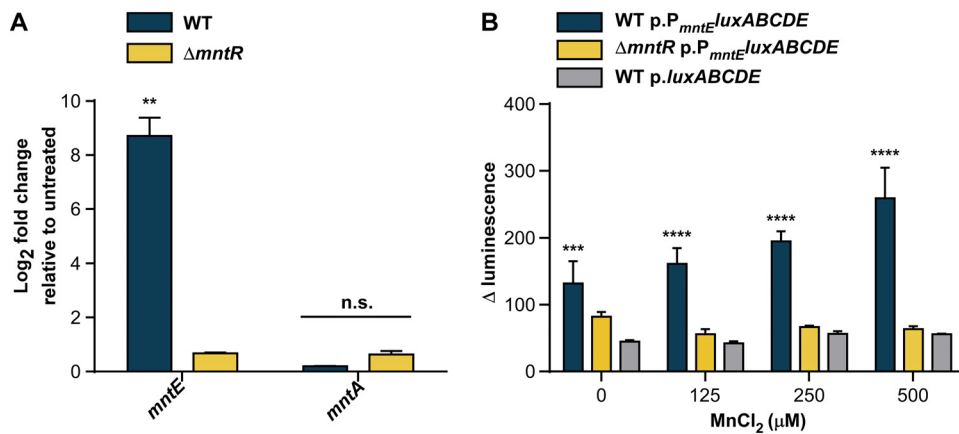 A
WT
ΔmntR
Log2 fold change
relative to untreated
10
8
6
4
2
0
**
n.s.
mntE
mntA
B
WT p.PmntEluxABCDE
ΔmntR p.PmntEluxABCDE
WT p.luxABCDE
Δ luminescence
400
300
200
100
0
***
****
****
****
0 125 250 500
MnCl2 (μM)